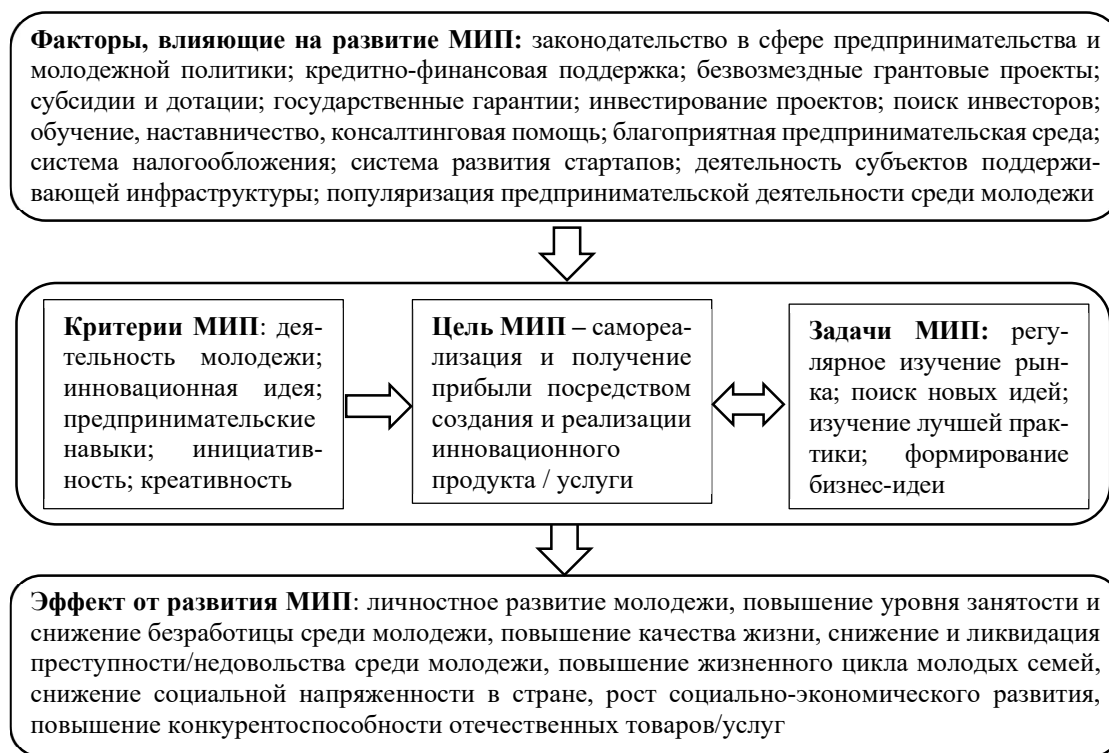 Факторы, влияющие на развитие МИП: законодательство в сфере предпринимательства и
молодежной политики; кредитно-финансовая поддержка; безвозмездные грантовые проекты;
субсидии и дотации; государственные гарантии; инвестирование проектов; поиск инвесторов;
обучение, наставничество, консалтинговая помощь; благоприятная предпринимательская среда;
система налогообложения; система развития стартапов; деятельность субъектов поддержи-
вающей инфраструктуры; популяризация предпринимательской деятельности среди молодежи
Критерии МИП: дея-
тельность молодежи;
инновационная идея;
предпринимательские
навыки; инициатив-
ность; креативность
Цель МИП – самореа-
лизация и получение
прибыли посредством
создания и реализации
инновационного
продукта / услуги
Задачи МИП: регу-
лярное изучение рын-
ка; поиск новых идей;
изучение лучшей прак-
тики; формирование
бизнес-идеи
Эффект от развития МИП: личностное развитие молодежи, повышение уровня занятости и
снижение безработицы среди молодежи, повышение качества жизни, снижение и ликвидация
преступности/недовольства среди молодежи, повышение жизненного цикла молодых семей,
снижение социальной напряженности в стране, рост социально-экономического развития,
повышение конкурентоспособности отечественных товаров/услуг